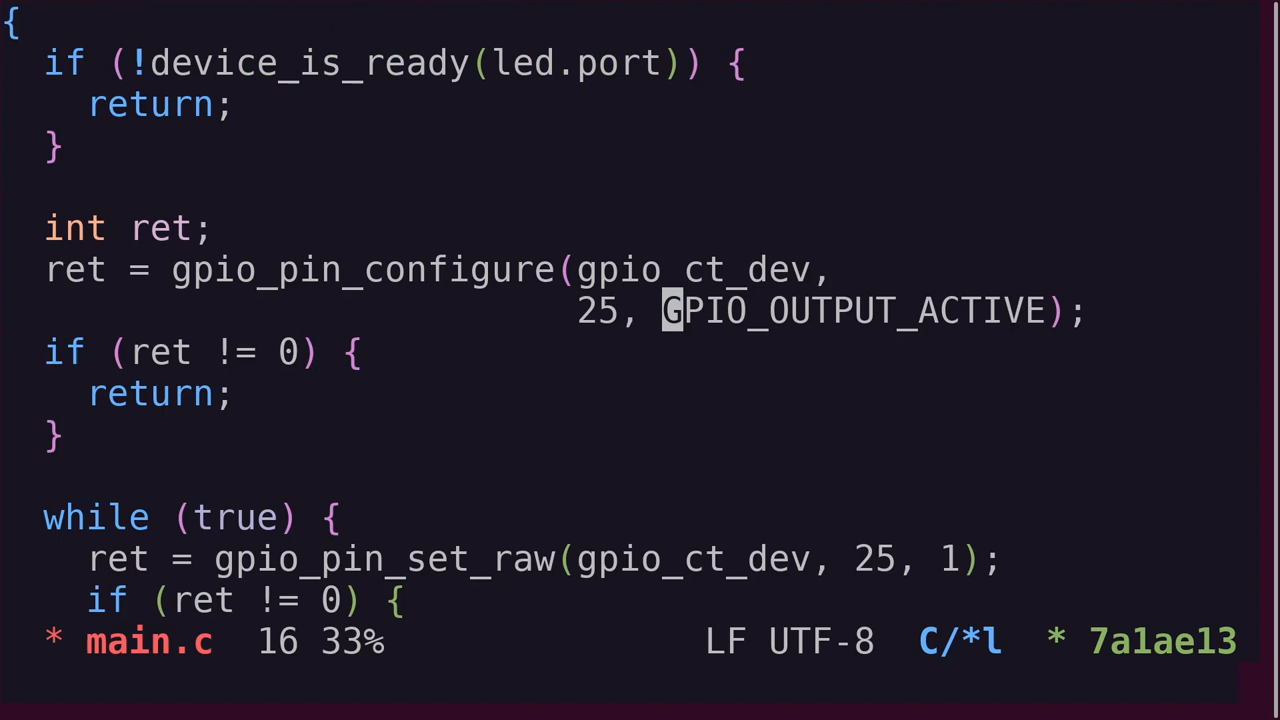 {
  if (!device_is_ready(led.port)) {
    return;
  }
  int ret;
  ret = gpio_pin_configure(gpio_ct_dev,
                           25, GPIO_OUTPUT_ACTIVE);
  if (ret != 0) {
    return;
  }
  while (true) {
    ret = gpio_pin_set_raw(gpio_ct_dev, 25, 1);
    if (ret != 0) {
* main.c  16 33%  LF UTF-8  C/*l  * 7a1ae13